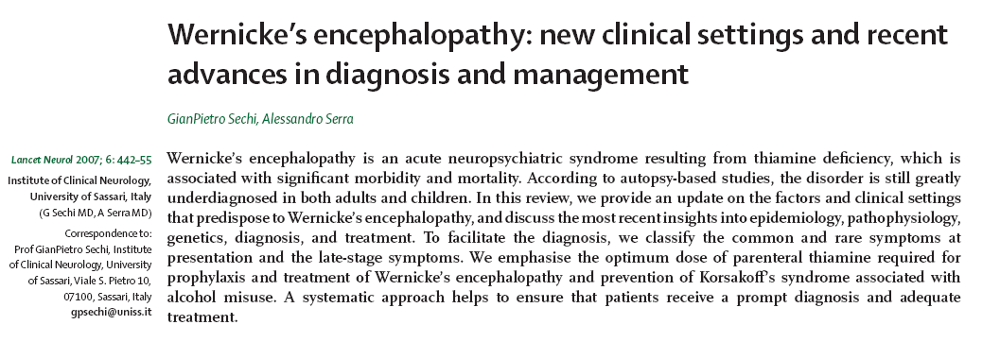 Wernicke's encephalopathy: new clinical settings and recent
advances in diagnosis and management
GianPietro Sechi, Alessandro Serra
Lancet Neurol 2007; 6: 442–55
Institute of Clinical Neurology,
University of Sassari, Italy
(G Sechi MD, A Serra MD)
Correspondence to:
Prof GianPietro Sechi, Institute
of Clinical Neurology, University
of Sassari, Viale S. Pietro 10,
07100, Sassari, Italy
gpsechi@uniss.it
Wernicke's encephalopathy is an acute neuropsychiatric syndrome resulting from thiamine deficiency, which is
associated with significant morbidity and mortality. According to autopsy-based studies, the disorder is still greatly
underdiagnosed in both adults and children. In this review, we provide an update on the factors and clinical settings
that predispose to Wernicke's encephalopathy, and discuss the most recent insights into epidemiology, pathophysiology,
genetics, diagnosis, and treatment. To facilitate the diagnosis, we classify the common and rare symptoms at
presentation and the late-stage symptoms. We emphasise the optimum dose of parenteral thiamine required for
prophylaxis and treatment of Wernicke's encephalopathy and prevention of Korsakoff's syndrome associated with
alcohol misuse. A systematic approach helps to ensure that patients receive a prompt diagnosis and adequate
treatment.